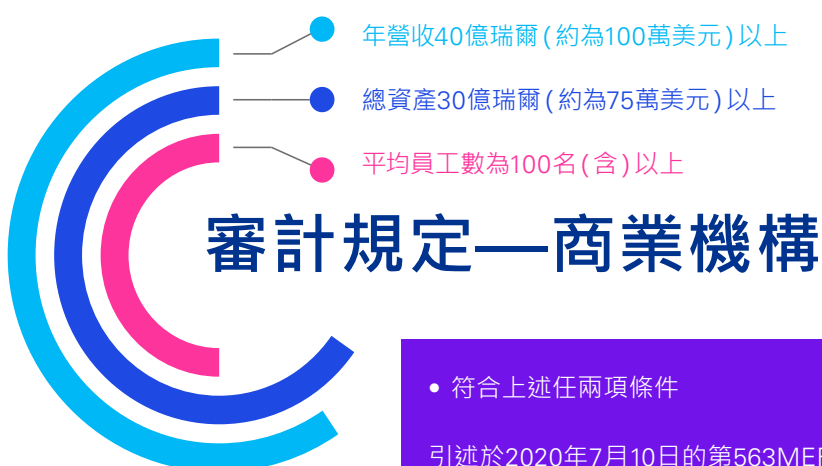 年營收40億瑞爾(約為100萬美元)以上
總資產30億瑞爾(約為75萬美元)以上
平均員工數為100名(含)以上
審計規定—商業機構
• 符合上述任兩項條件
引述於2020年7月10日的第563MEF